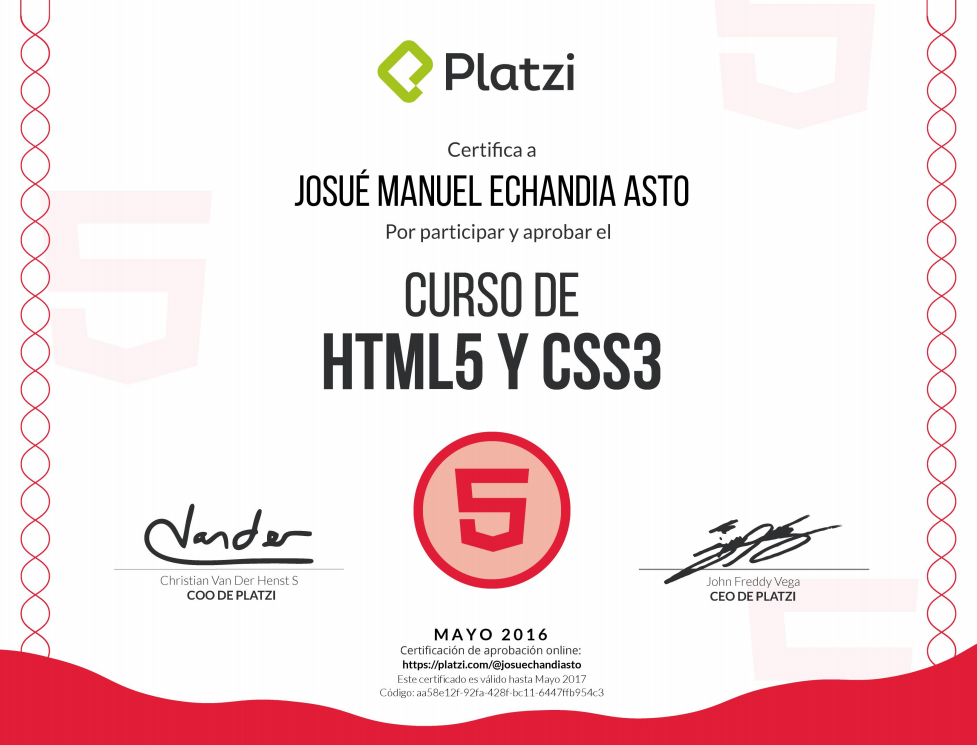 Platzi
Certifica a
JOSUÉ MANUEL ECHANDIA ASTO
Por participar y aprobar el
CURSO DE
HTML5 Y CSS3
5
Vander
Christian Van Der Henst S
COO DE PLATZI
John Freddy Vega
CEO DE PLATZI
MAYO 2016
Certificación de aprobación online:
https://platzi.com/@josuechandiasto
Este certificado es válido hasta Mayo 2017
Código: aa58e12f-92fa-428f-bc11-6447ffb954c3